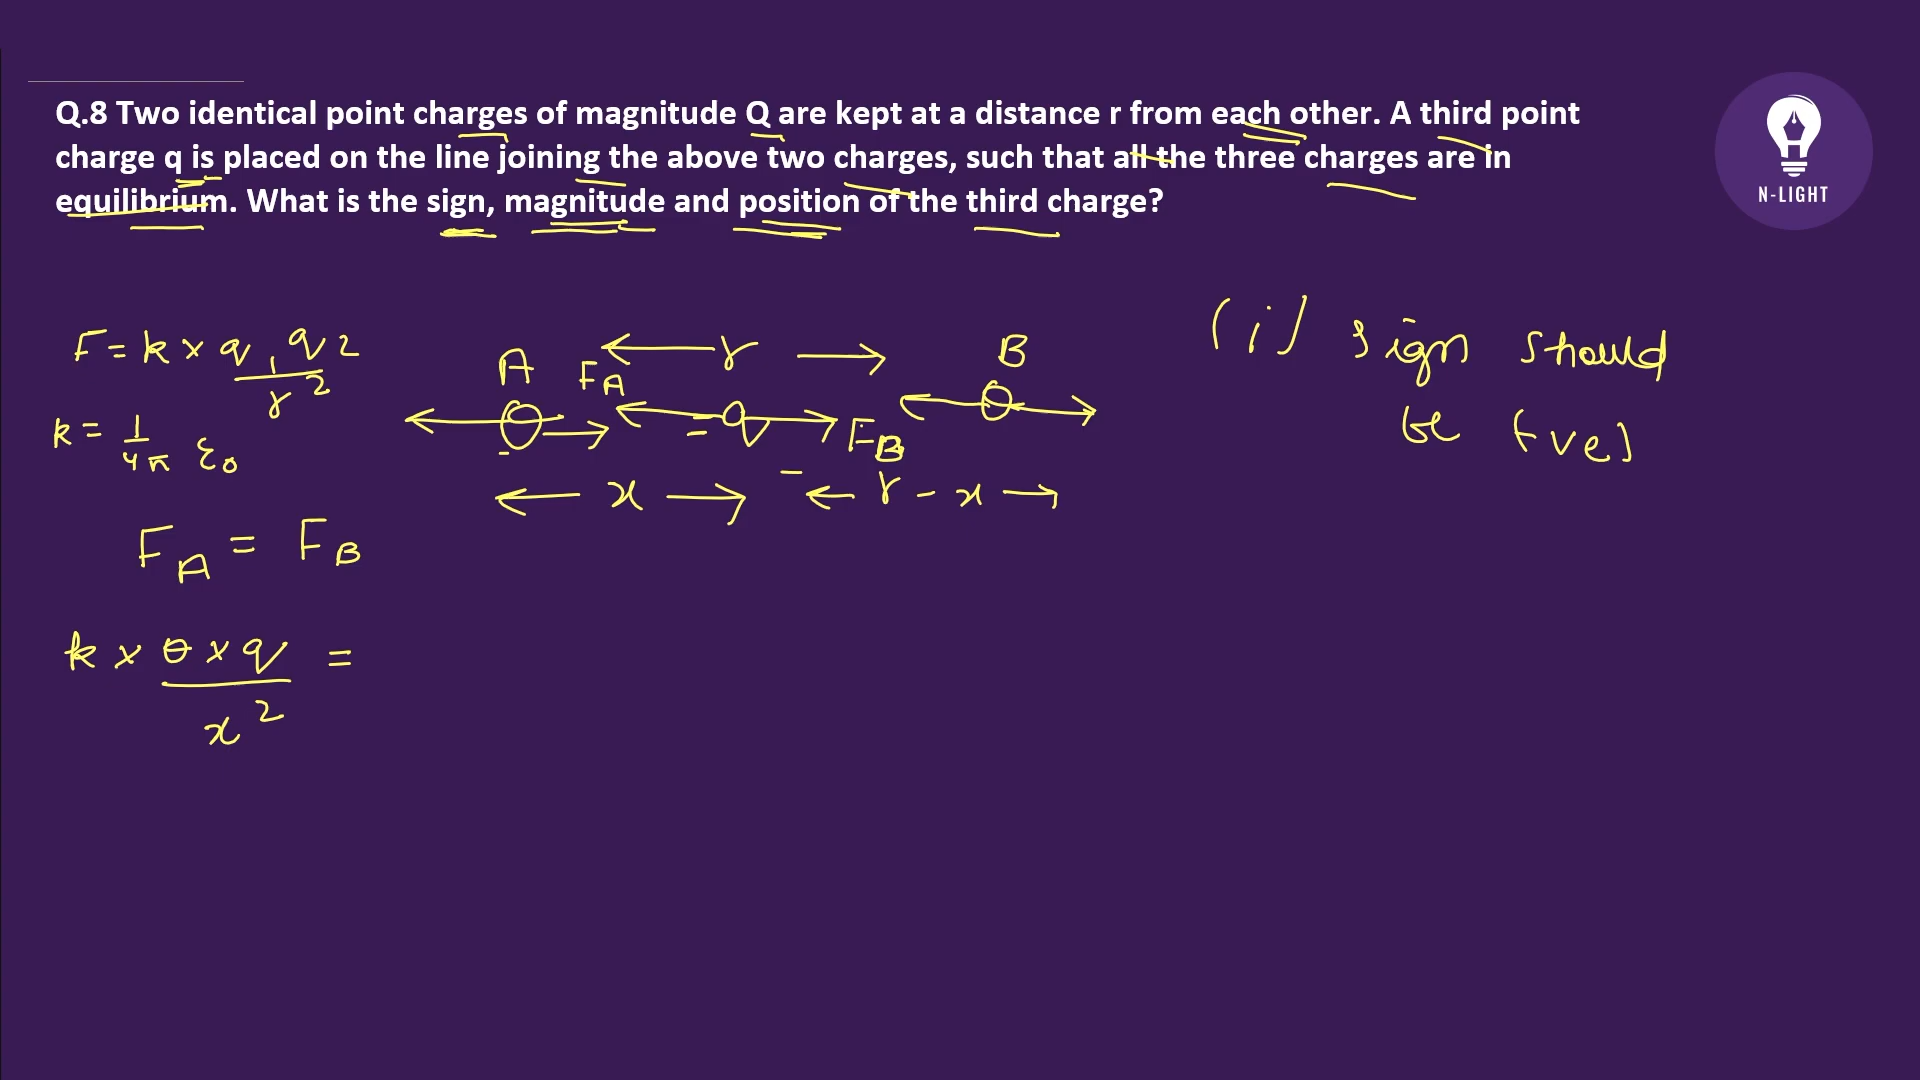 Q.8 Two identical point charges of magnitude Q are kept at a distance r from each other. A third point
charge q is placed on the line joining the above two charges, such that all the three charges are in
equilibrium. What is the sign, magnitude and position of the third charge?
N-LIGHT
F = k × q1 q2
r²
k = 1
4π ε0
A
r
B
FA
Q
- q
FB
Q
x
r - x
FA = FB
k × Q × q =
x²
(i) sign should
be +ve)